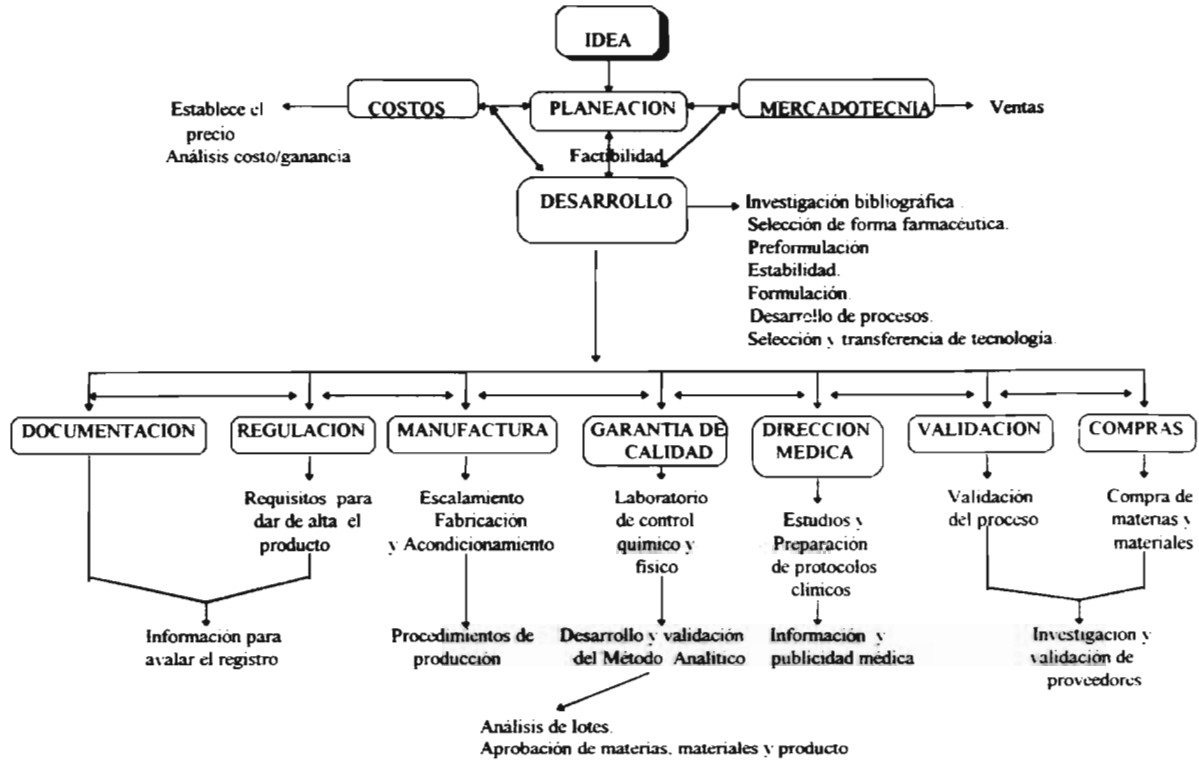 IDEA
Establece el
precio
Análisis costo/ganancia
COSTOS
PLANEACION
MERCADOTECNIA
Ventas
Factibilidad
DESARROLLO
Investigación bibliográfica.
Selección de forma farmacéutica.
Preformulación
Estabilidad.
Formulación.
Desarrollo de procesos.
Selección y transferencia de tecnología.
DOCUMENTACION
REGULACION
MANUFACTURA
GARANTIA DE
CALIDAD
DIRECCION
MEDICA
VALIDACION
COMPRAS
Requisitos para
dar de alta el
producto
Escalamiento
Fabricación
y Acondicionamiento
Laboratorio
de control
quimico y
fisico
Estudios y
Preparación
de protocolos
clínicos
Validación
del proceso
Compra de
materias y
materiales
Información para
avalar el registro
Procedimientos de
producción
Desarrollo y validación
del Método Analítico
Información y
publicidad médica
Investigacion y
validación de
proveedores
Análisis de lotes.
Aprobación de materias, materiales y producto